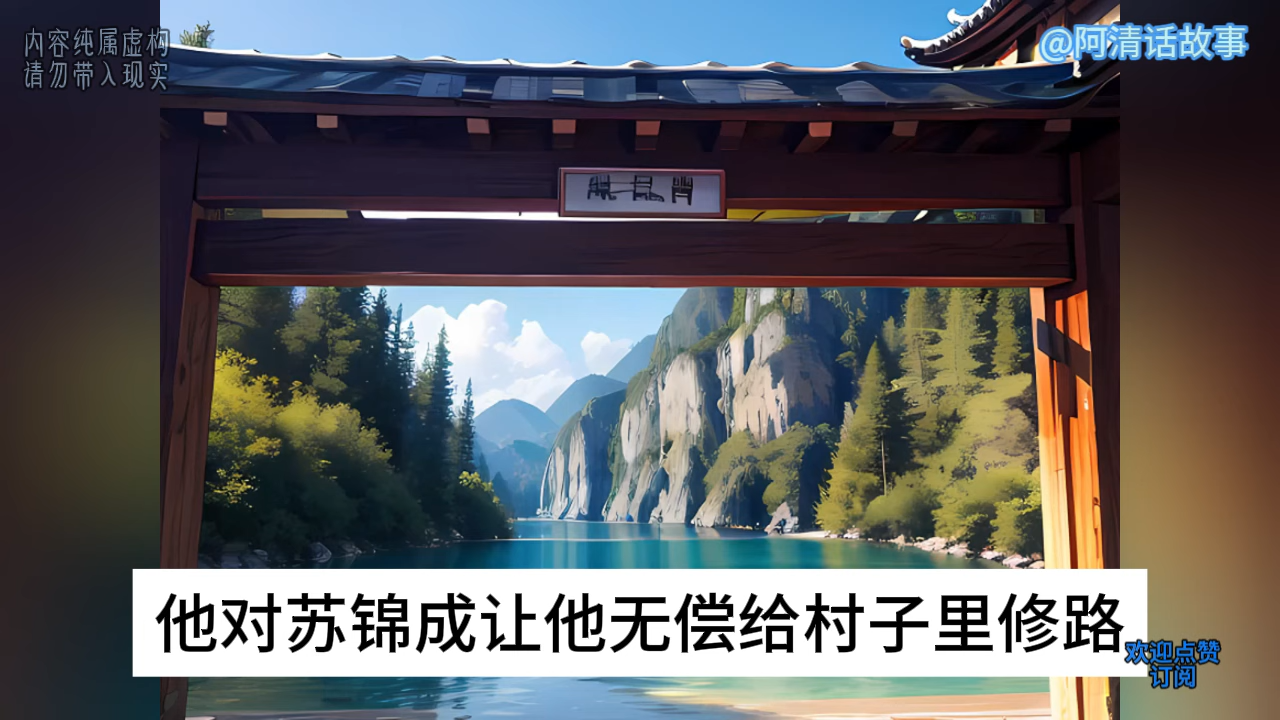 内容纯属虚构
请勿带入现实
@阿清话故事
他对苏锦成让他无偿给村子里修路
欢迎点赞
订阅